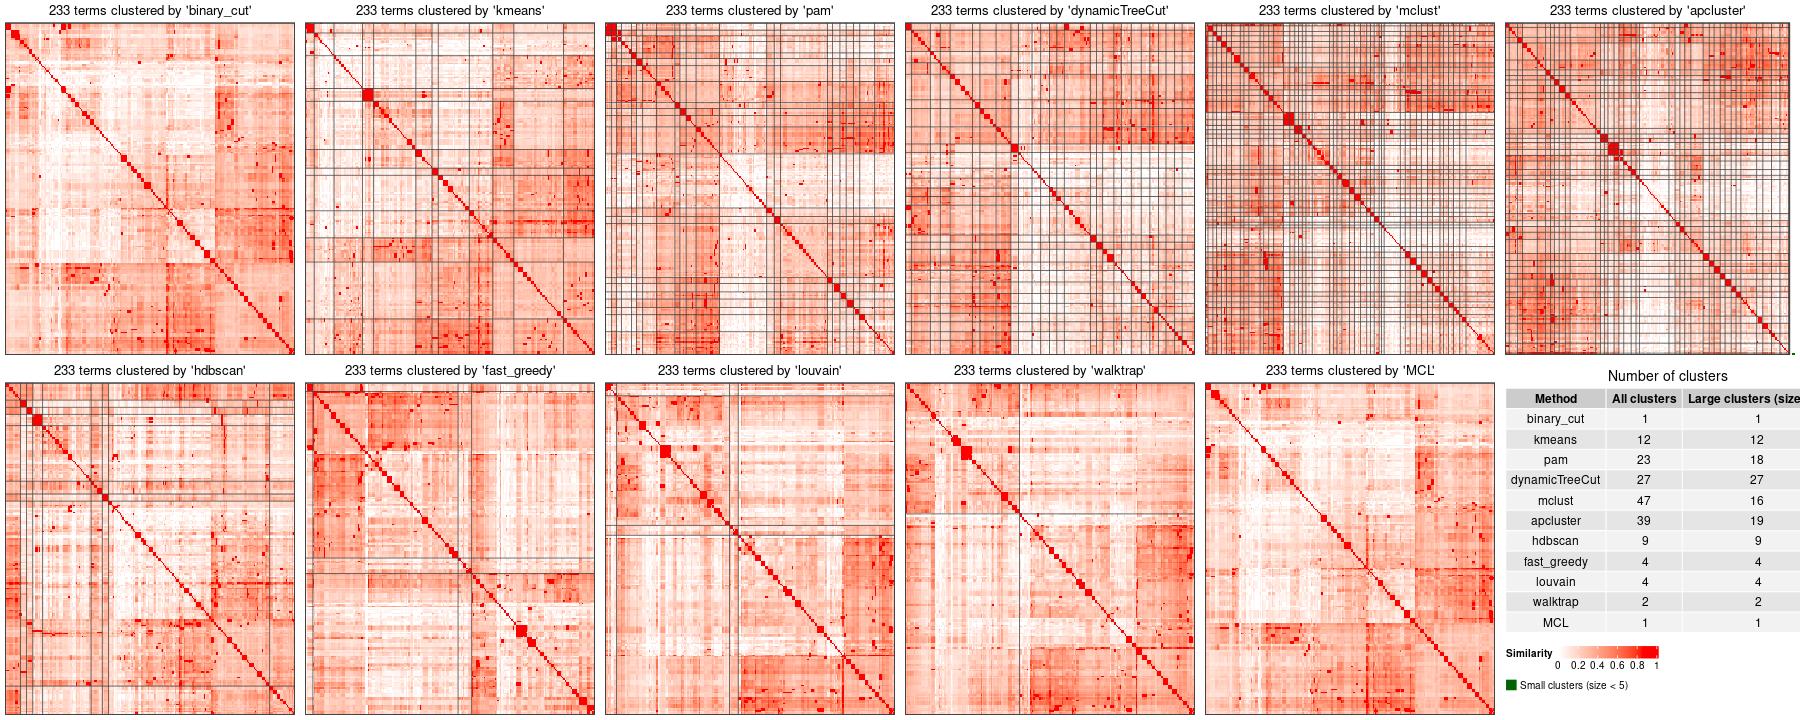 233 terms clustered by 'binary_cut'
233 terms clustered by 'kmeans'
233 terms clustered by 'pam'
233 terms clustered by 'dynamicTreeCut'
233 terms clustered by 'mclust'
233 terms clustered by 'apcluster'
233 terms clustered by 'hdbscan'
233 terms clustered by 'fast_greedy'
233 terms clustered by 'louvain'
233 terms clustered by 'walktrap'
233 terms clustered by 'MCL'
Number of clusters
Method All clusters Large clusters (size
binary_cut 1 1
kmeans 12 12
pam 23 18
dynamicTreeCut 27 27
mclust 47 16
apcluster 39 19
hdbscan 9 9
fast_greedy 4 4
louvain 4 4
walktrap 2 2
MCL 1 1
Similarity
0 0.2 0.4 0.6 0.8 1
Small clusters (size < 5)